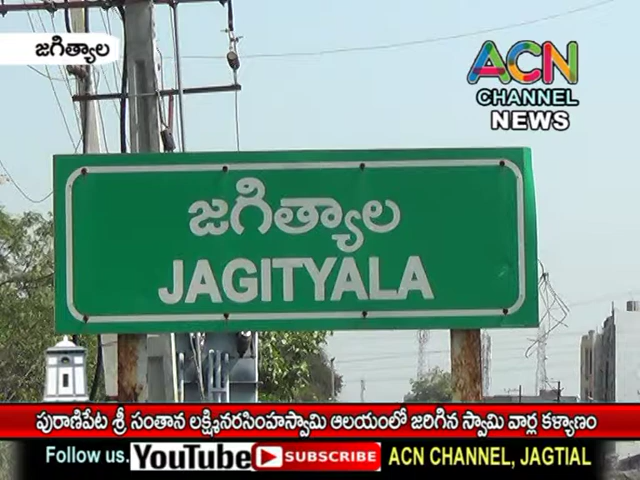 జగిత్యాల
ACN
CHANNEL
NEWS
జగిత్యాల
JAGITYALA
పురాణిపేట శ్రీ సంతాన లక్ష్మినరసింహస్వామి ఆలయంలో జరిగిన స్వామి వార్ల కళ్యాణం
Follow us. YouTube SUBSCRIBE ACN CHANNEL, JAGTIAL